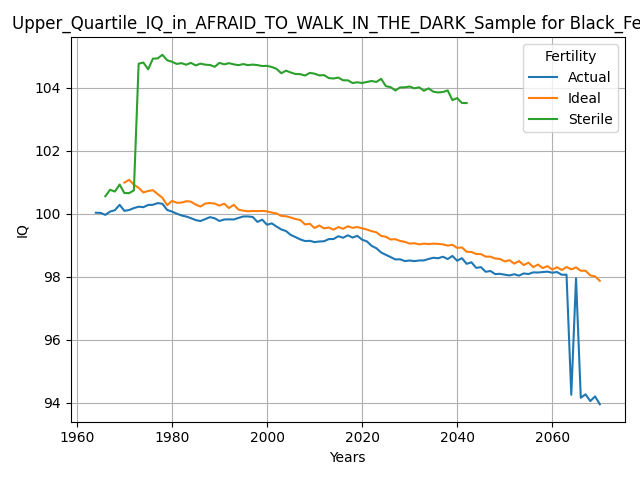 Upper_Quartile_IQ_in_AFRAID_TO_WALK_IN_THE_DARK_Sample for Black_Fe
Fertility
Actual
Ideal
Sterile
IQ
104
102
100
98
96
94
1960 1980 2000 2020 2040 2060
Years